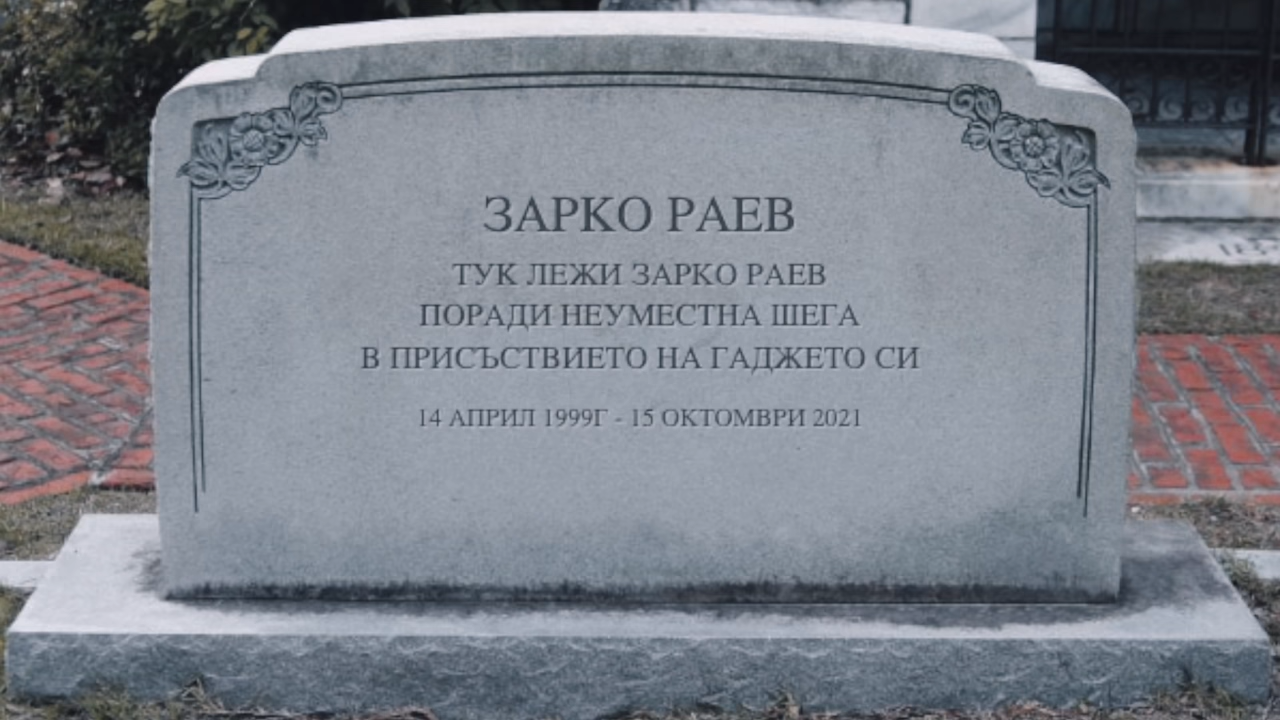 ЗАРКО РАЕВ
ТУК ЛЕЖИ ЗАРКО РАЕВ
ПОРАДИ НЕУМЕСТНА ШЕГА
В ПРИСЪСТВИЕТО НА ГАДЖЕТО СИ
14 АПРИЛ 1999Г - 15 ОКТОМВРИ 2021